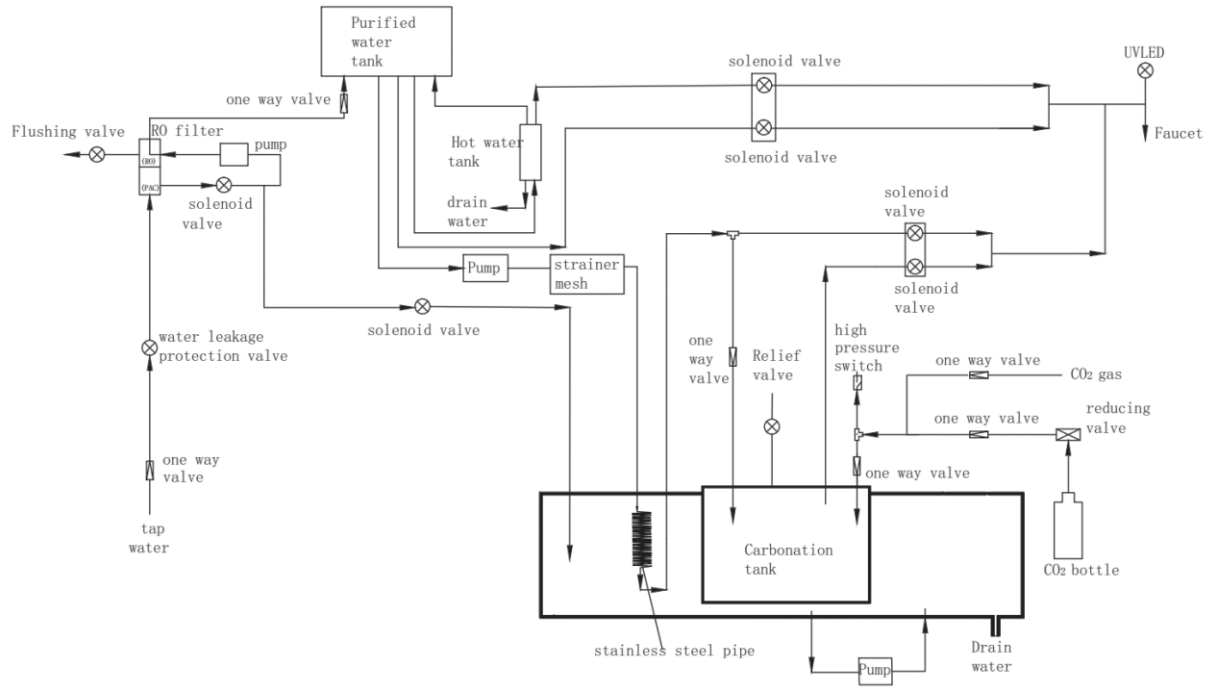 Purified
water
tank
solenoid valve
UVLED
one way valve
Flushing valve
RO filter
(RO)
pump
Hot water
tank
solenoid valve
Faucet
(PAC)
solenoid
valve
drain
water
solenoid
valve
Pump
strainer
mesh
solenoid
valve
solenoid valve
water leakage
protection valve
one
way
valve
Relief
valve
high
pressure
switch
one way valve
CO₂ gas
one way valve
reducing
valve
one way
valve
one way valve
tap
water
Carbonation
tank
CO₂ bottle
stainless steel pipe
Pump
Drain
water